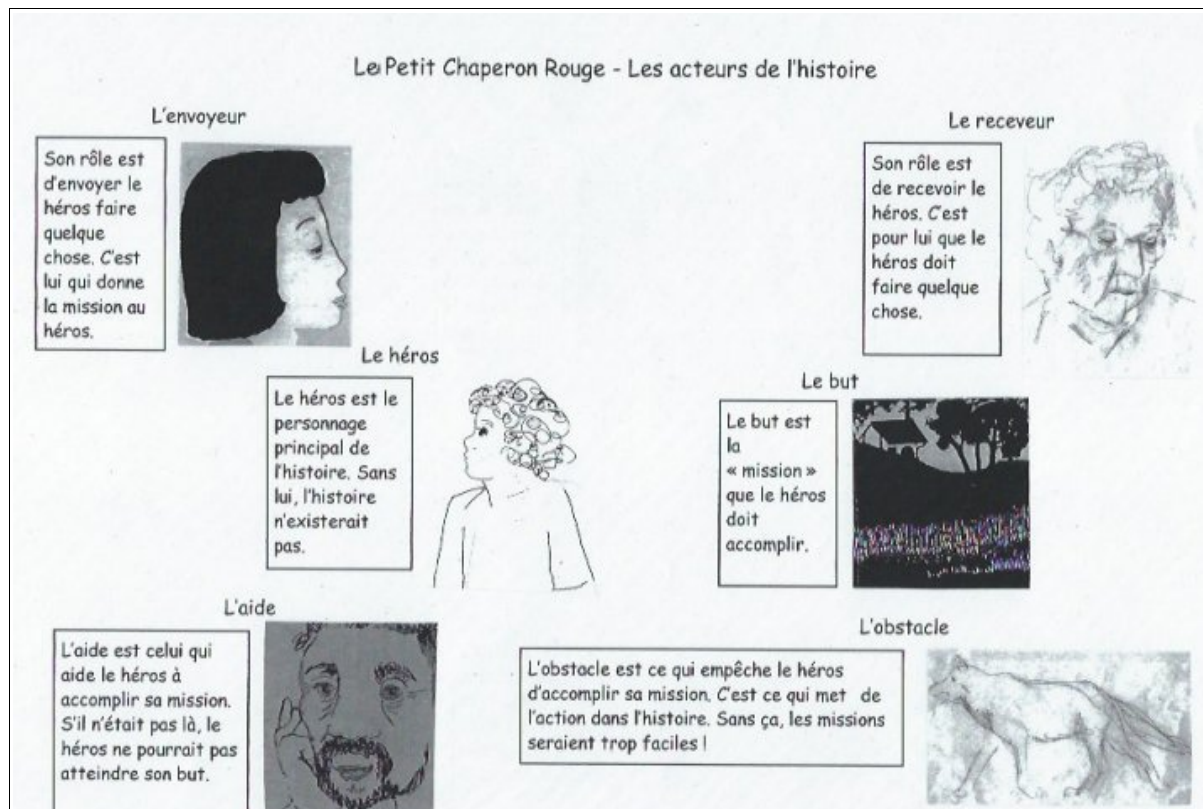 Le Petit Chaperon Rouge - Les acteurs de l'histoire
L'envoyeur
Son rôle est
d'envoyer le
héros faire
quelque
chose. C'est
lui qui donne
la mission au
héros.
Le receveur
Son rôle est
de recevoir le
héros. C'est
pour lui que le
héros doit
faire quelque
chose.
Le héros
Le héros est le
personnage
principal de
l'histoire. Sans
lui, l'histoire
n'existerait
pas.
Le but
Le but est
la
« mission »
que le héros
doit
accomplir.
L'aide
L'aide est celui qui
aide le héros à
accomplir sa mission.
S'il n'était pas là, le
héros ne pourrait pas
atteindre son but.
L'obstacle
L'obstacle est ce qui empêche le héros
d'accomplir sa mission. C'est ce qui met de
l'action dans l'histoire. Sans ça, les missions
seraient trop faciles !